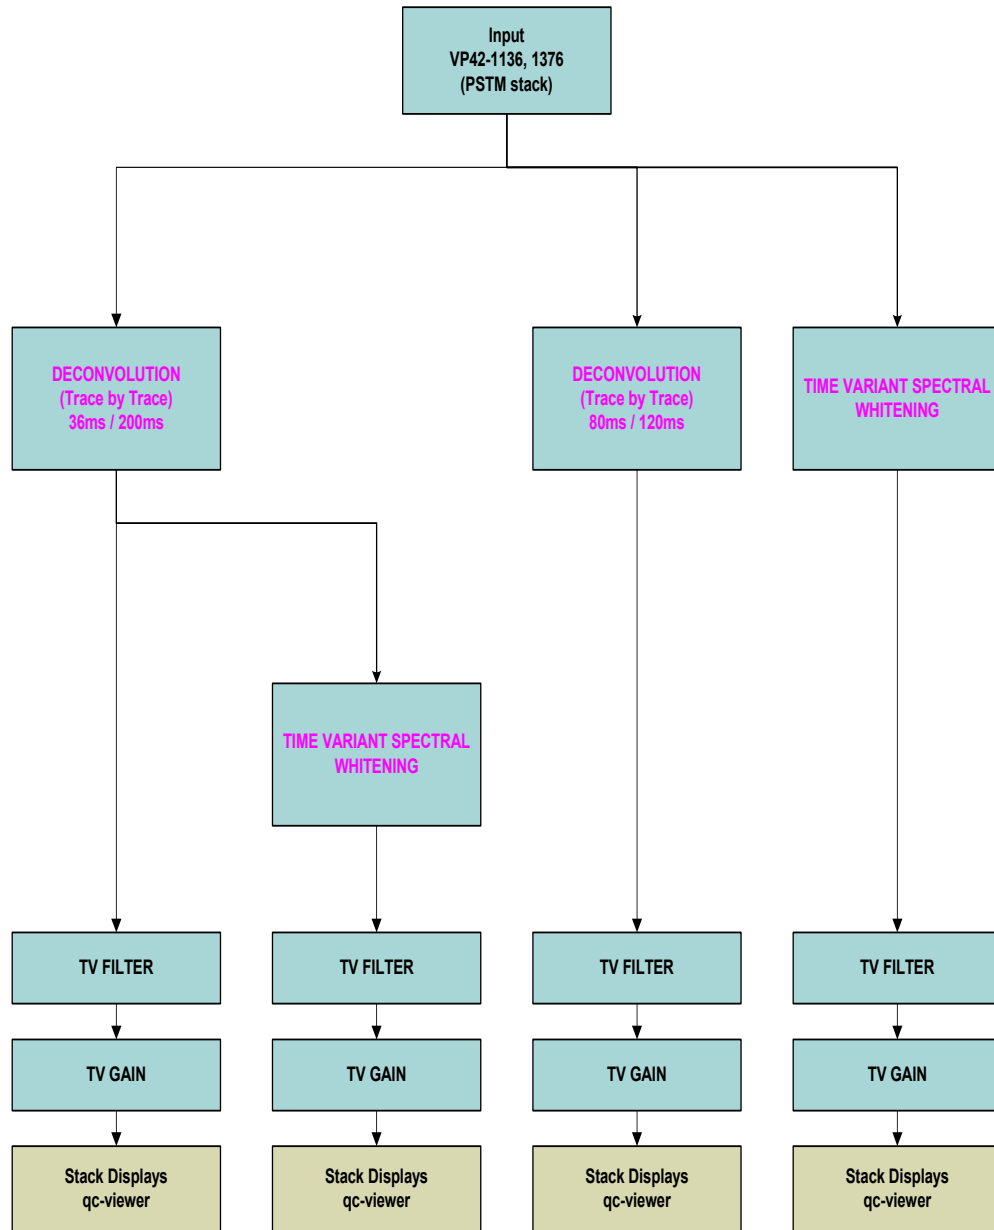 Input
VP42-1136, 1376
(PSTM stack)
DECONVOLUTION
(Trace by Trace)
36ms / 200ms
DECONVOLUTION
(Trace by Trace)
80ms / 120ms
TIME VARIANT SPECTRAL
WHITENING
TIME VARIANT SPECTRAL
WHITENING
TV FILTER
TV FILTER
TV FILTER
TV FILTER
TV GAIN
TV GAIN
TV GAIN
TV GAIN
Stack Displays
qc-viewer
Stack Displays
qc-viewer
Stack Displays
qc-viewer
Stack Displays
qc-viewer